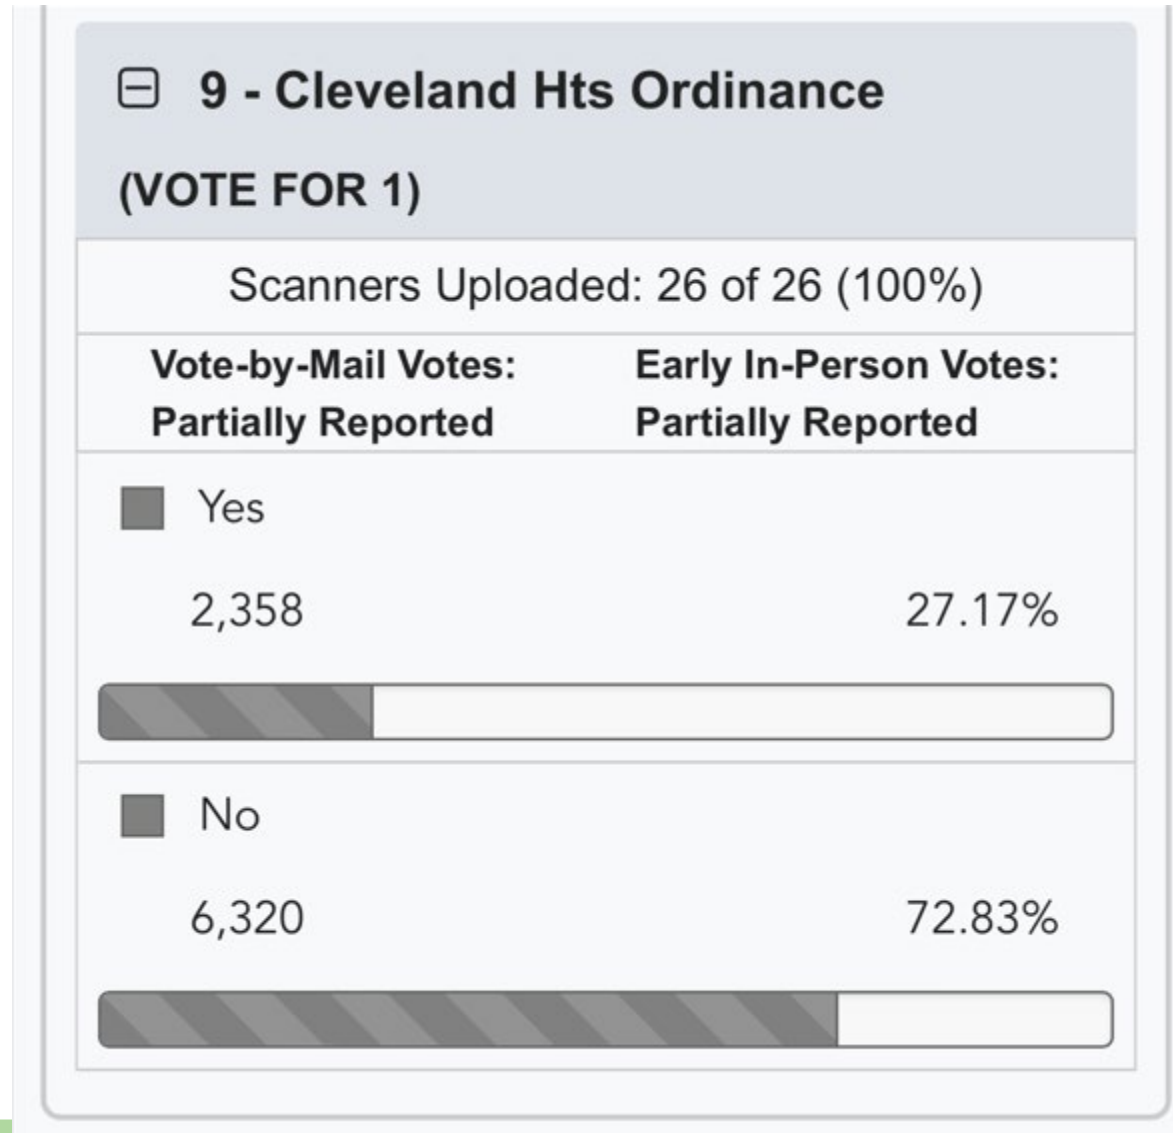 9 - Cleveland Hts Ordinance
(VOTE FOR 1)
Scanners Uploaded: 26 of 26 (100%)
Vote-by-Mail Votes:
Partially Reported
Early In-Person Votes:
Partially Reported
Yes
2,358 27.17%
No
6,320 72.83%